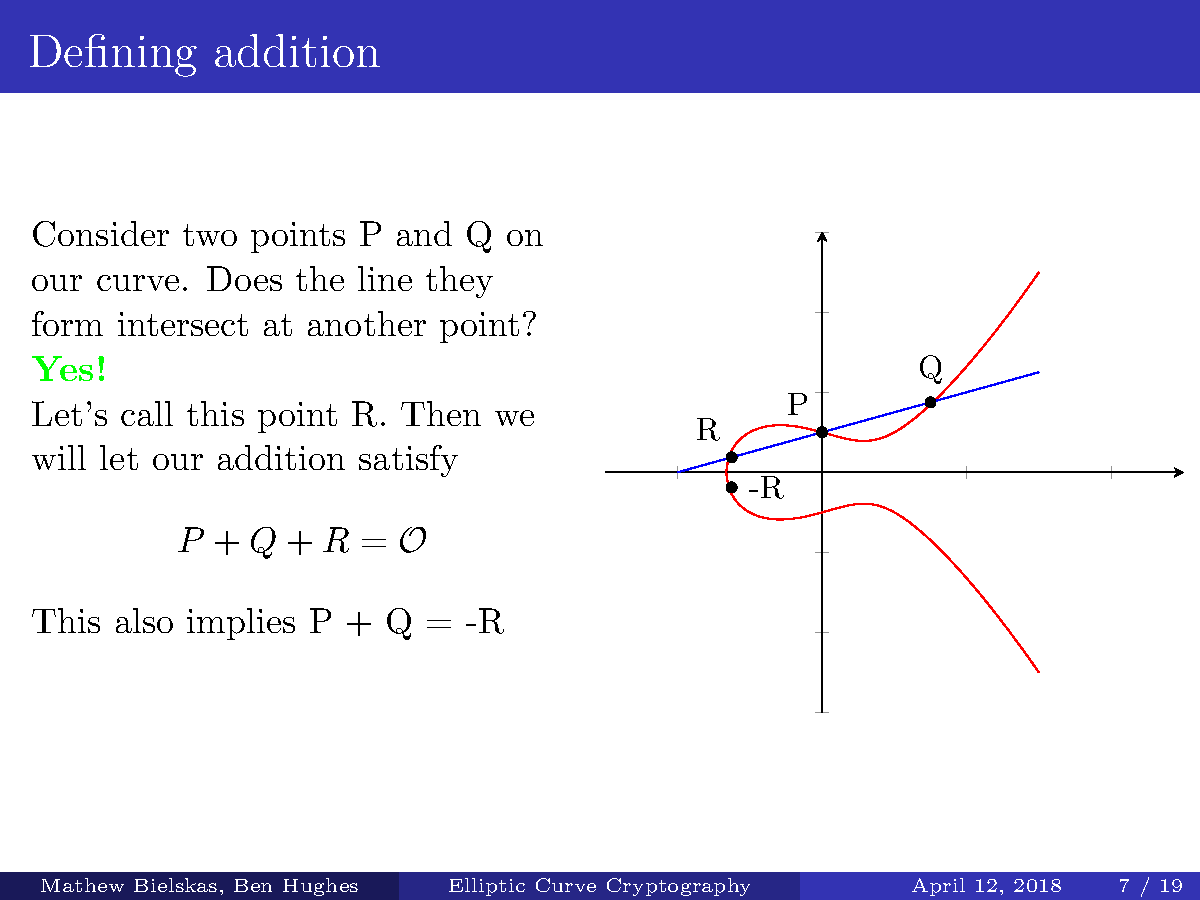 Defining addition
Consider two points P and Q on
our curve. Does the line they
form intersect at another point?
Yes!
Let's call this point R. Then we
will let our addition satisfy
P + Q + R = 𝒪
This also implies P + Q = -R
Q
P
R
-R
Mathew Bielskas, Ben Hughes
Elliptic Curve Cryptography
April 12, 2018
7 / 19